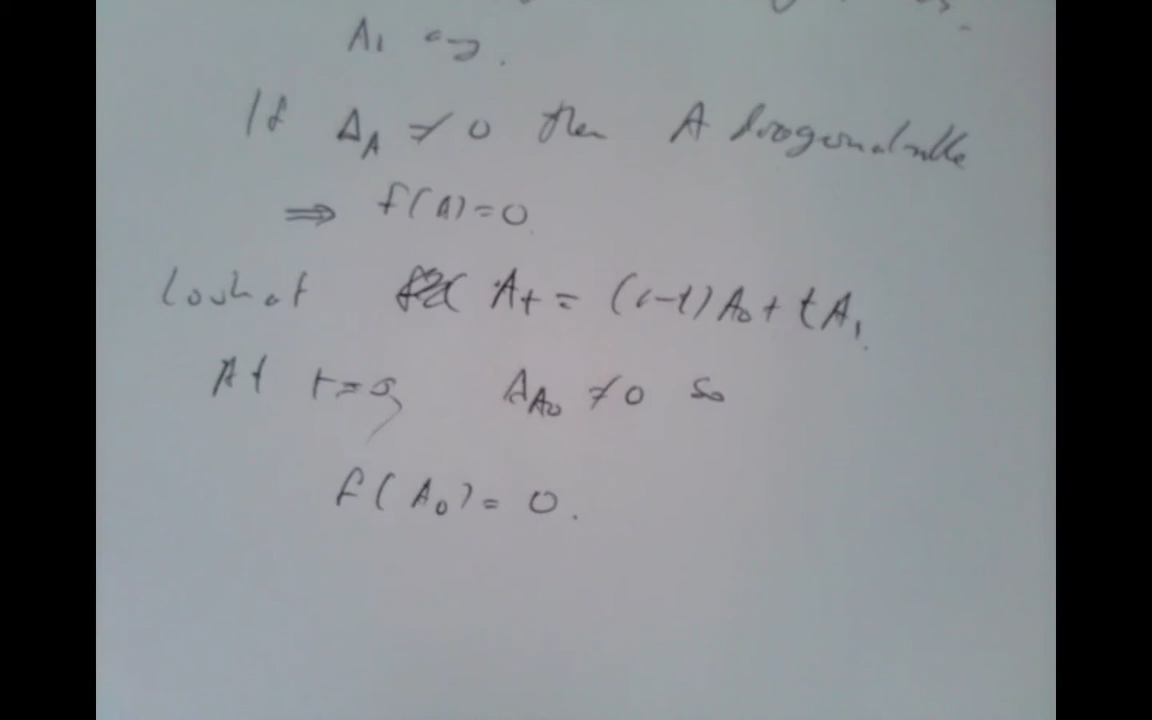 A₁ any.
If Δ_A ≠ 0 then A diagonalizable
⇒ f(A)=0.
Look at A_t = (1-t)A₀ + tA₁.
At t=0, Δ_{A₀} ≠ 0 so
f(A₀) = 0.